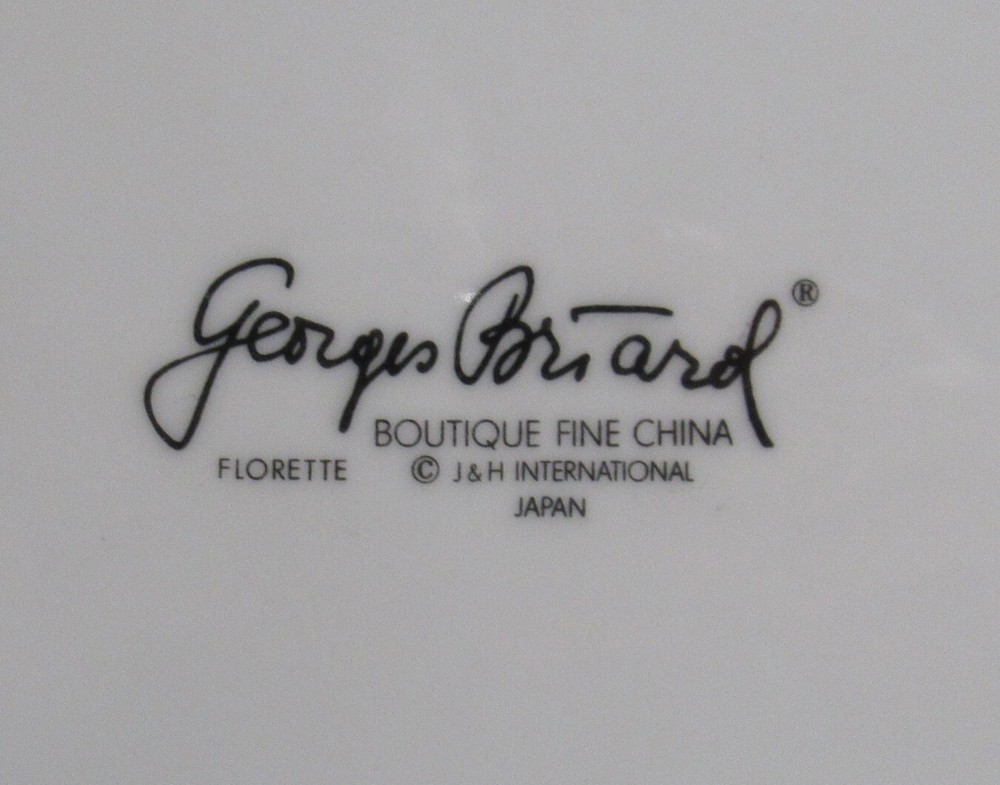 Georges Briard ®
BOUTIQUE FINE CHINA
FLORETTE © J & H INTERNATIONAL
JAPAN